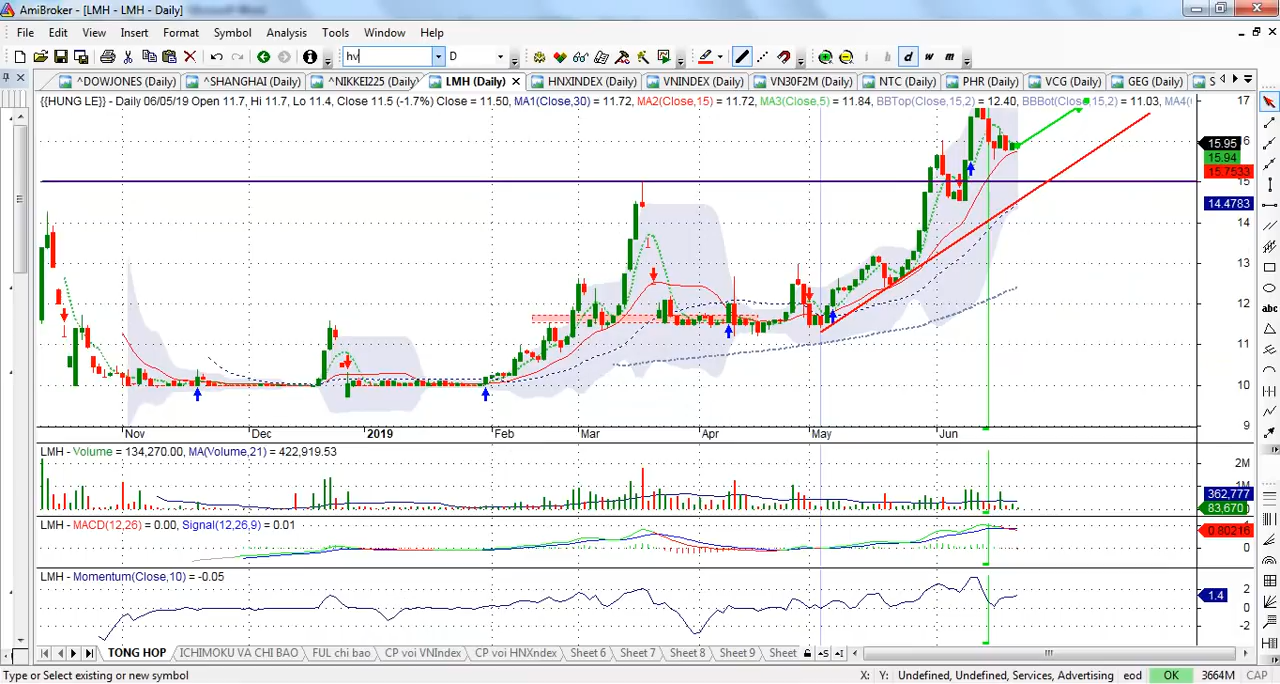 AmiBroker - [LMH - LMH - Daily]
File Edit View Insert Format Symbol Analysis Tools Window Help
hv D i h d w m
^DOWJONES (Daily) ^SHANGHAI (Daily) ^NIKKEI225 (Daily) LMH (Daily) HNXINDEX (Daily) VNINDEX (Daily) VN30F2M (Daily) NTC (Daily) PHR (Daily) VCG (Daily) GEG (Daily) S
{{HUNG LE}} - Daily 06/05/19 Open 11.7, Hi 11.7, Lo 11.4, Close 11.5 (-1.7%) Close = 11.50, MA1(Close,30) = 11.72, MA2(Close,15) = 11.72, MA3(Close,5) = 11.84, BBTop(Close,15,2) = 12.40, BBBot(Close,15,2) = 11.03, MA4(
17
16
15.95
15.94
15.7533
15
14.4783
14
13
12
11
10
9
Nov Dec 2019 Feb Mar Apr May Jun
LMH - Volume = 134,270.00, MA(Volume,21) = 422,919.53
2M
1M
362,777
83,670
LMH - MACD(12,26) = 0.00, Signal(12,26,9) = 0.01
0.80216
0
LMH - Momentum(Close,10) = -0.05
2
1.4
0
-2
TONG HOP ICHIMOKU VÀ CHI BAO FUL chi bao CP voi VNIndex CP voi HNXndex Sheet 6 Sheet 7 Sheet 8 Sheet 9 Sheet
Type or Select existing or new symbol X: Y: Undefined, Undefined, Services, Advertising eod OK 3664M CAP
abc